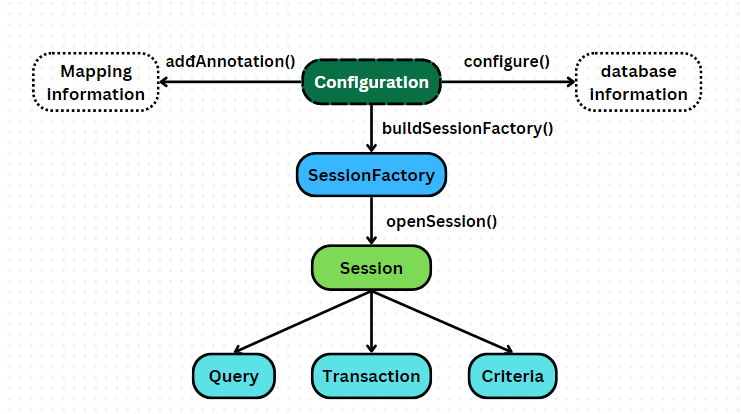 addAnnotation()
configure()
Mapping
information
Configuration
database
information
buildSessionFactory()
SessionFactory
openSession()
Session
Query
Transaction
Criteria